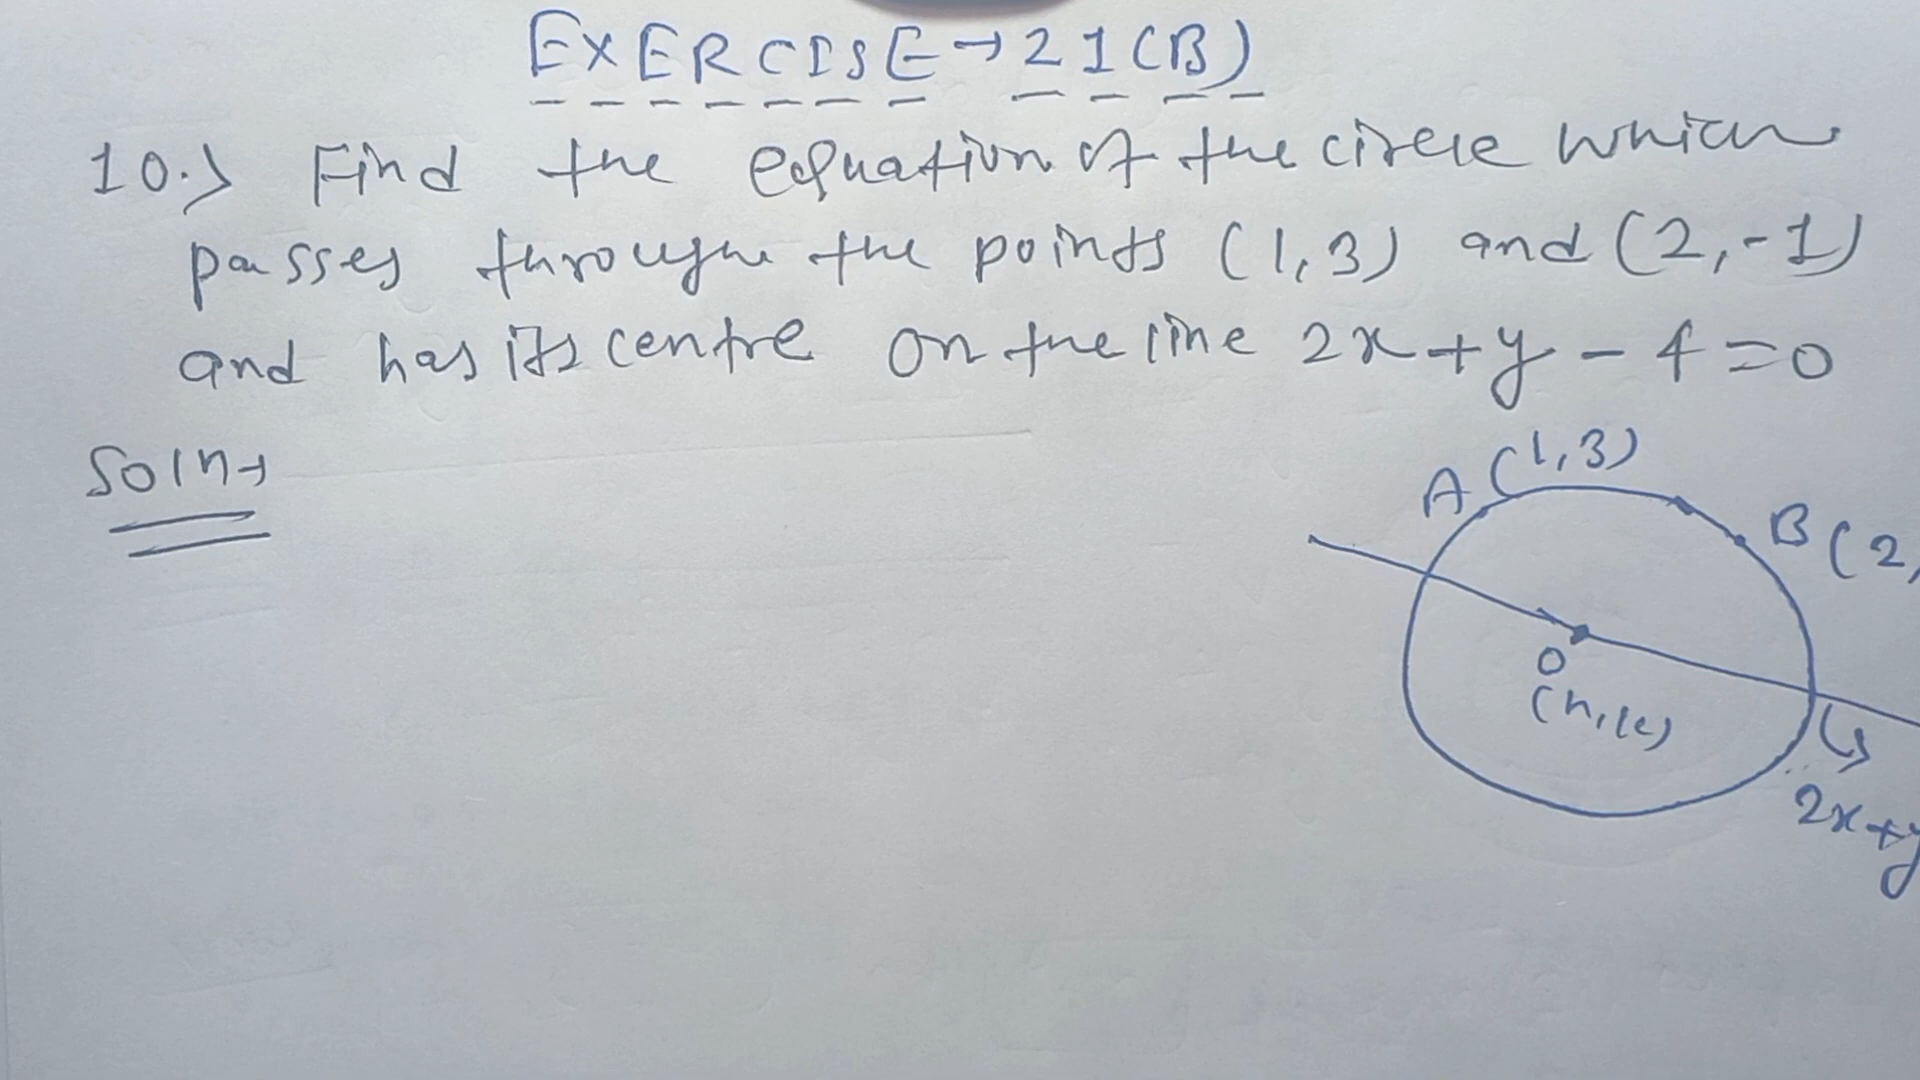 EXERCISE → 21(B)
10.) Find the equation of the circle which
passes through the points (1,3) and (2,-1)
and has its centre on the line 2x+y-4=0
Soln→
A (1,3)
B (2,
O
(h,k)
2x+y